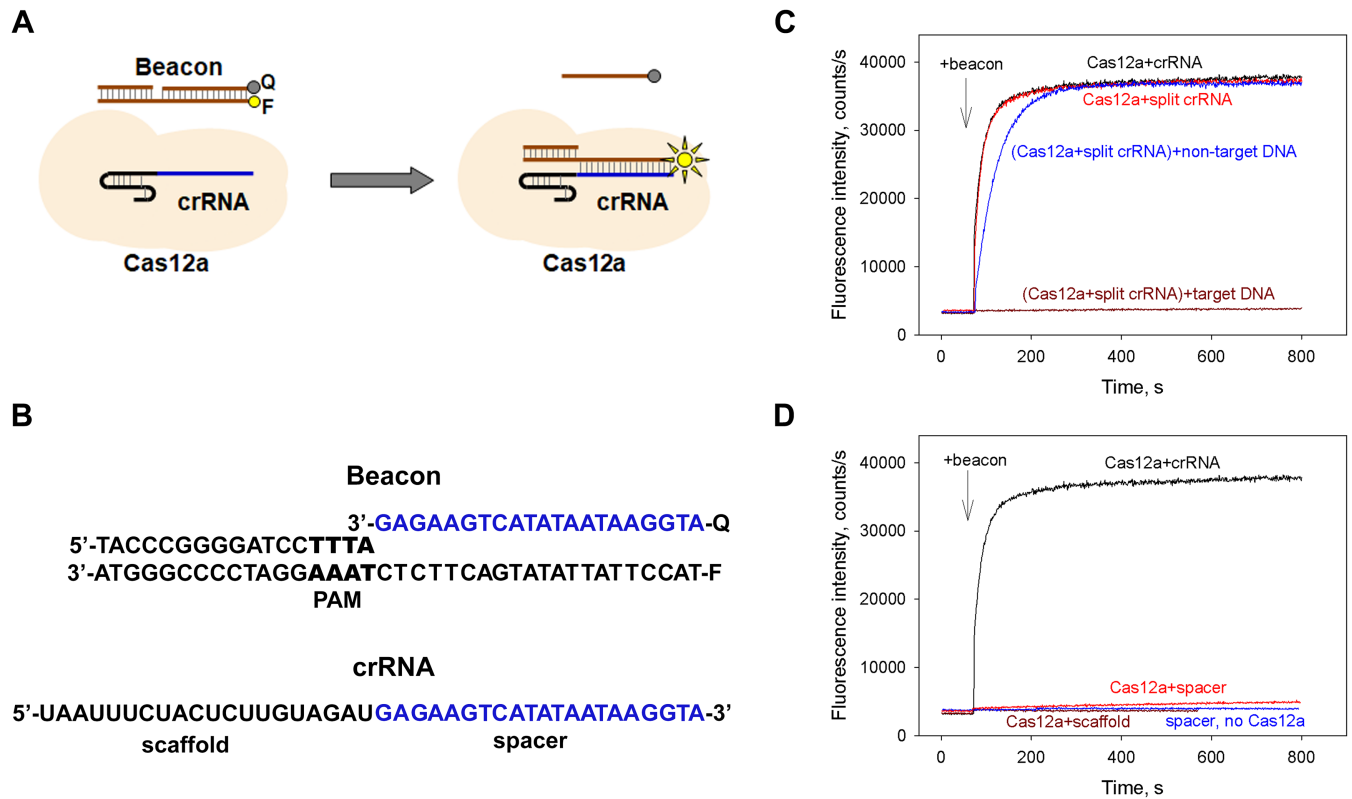 A
Beacon
Q
F
crRNA
Cas12a
crRNA
Cas12a
B
Beacon
3’-GAGAAGTCATATAATAAGGTA-Q
5’-TACCCGGGGATCCTTTA
3’-ATGGGCCCCTAGGAAATCTCTTCAGTATATTATTCCAT-F
PAM
crRNA
5’-UAAUUUCUACUCUUGUAGAUGAGAAGTCATATAATAAGGTA-3’
scaffold
spacer
C
Fluorescence intensity, counts/s
40000
30000
20000
10000
0
+beacon
Cas12a+crRNA
Cas12a+split crRNA
(Cas12a+split crRNA)+non-target DNA
(Cas12a+split crRNA)+target DNA
0 200 400 600 800
Time, s
D
Fluorescence intensity, counts/s
40000
30000
20000
10000
0
+beacon
Cas12a+crRNA
Cas12a+spacer
Cas12a+scaffold
spacer, no Cas12a
0 200 400 600 800
Time, s